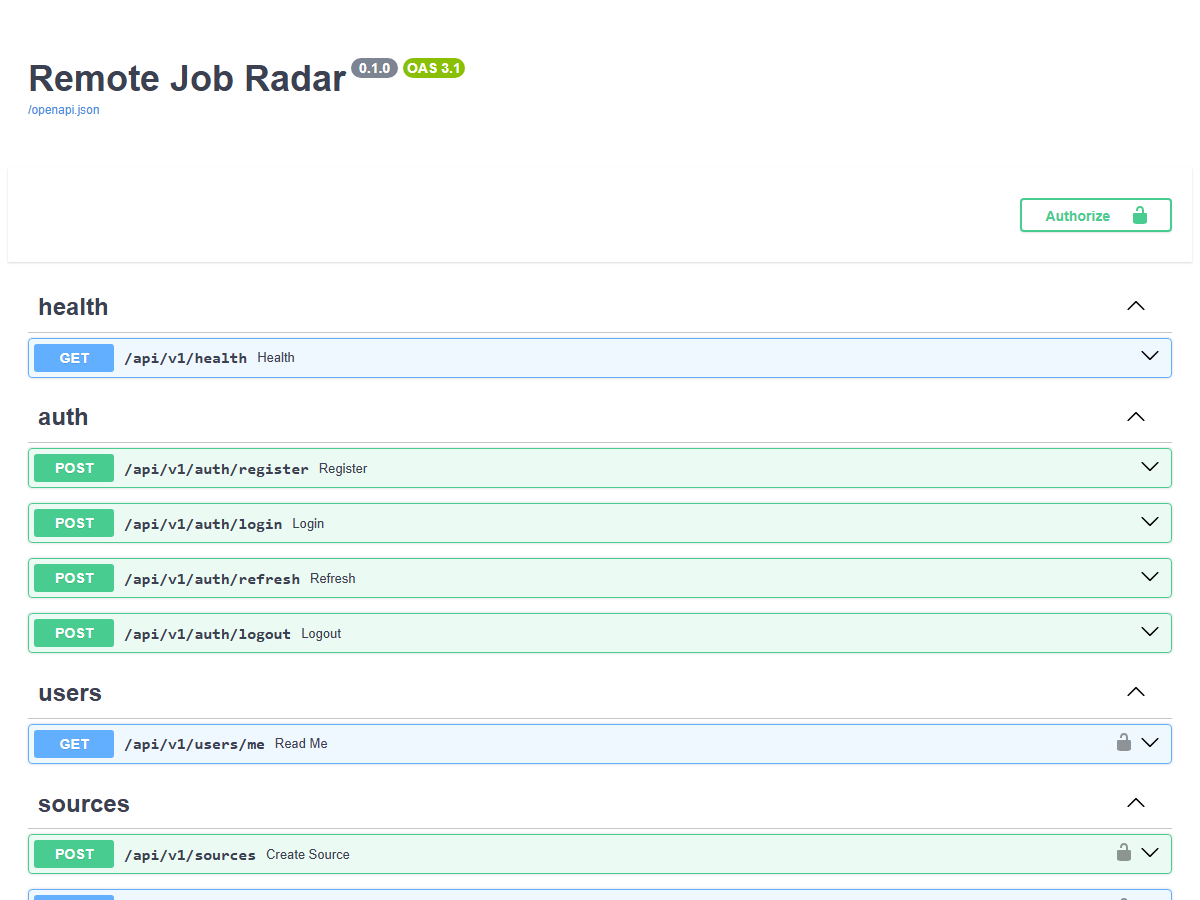 Remote Job Radar 0.1.0 OAS 3.1
/openapi.json
Authorize
health
GET /api/v1/health Health
auth
POST /api/v1/auth/register Register
POST /api/v1/auth/login Login
POST /api/v1/auth/refresh Refresh
POST /api/v1/auth/logout Logout
users
GET /api/v1/users/me Read Me
sources
POST /api/v1/sources Create Source